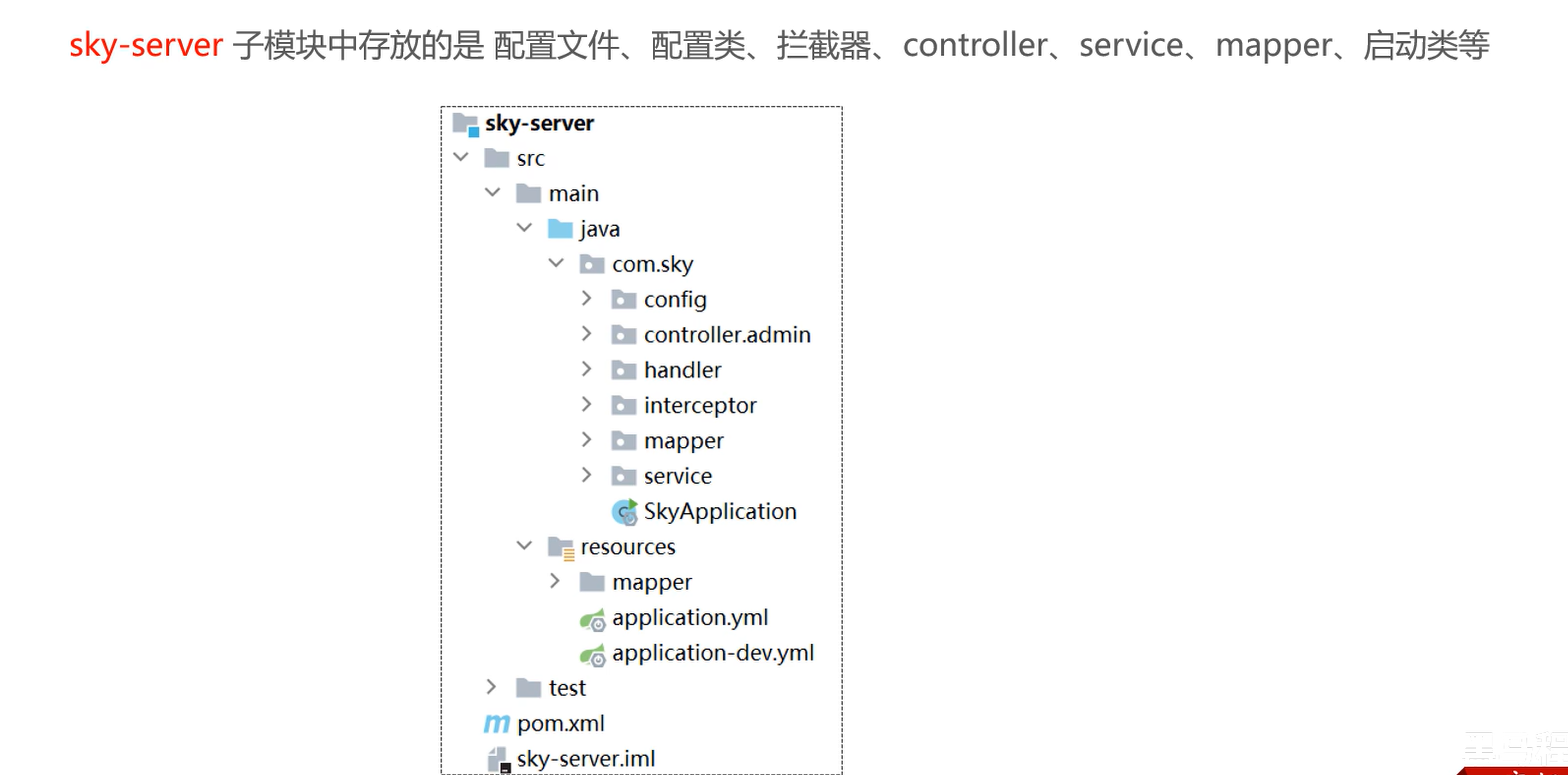 sky-server 子模块中存放的是 配置文件、配置类、拦截器、controller、service、mapper、启动类等
sky-server
src
main
java
com.sky
config
controller.admin
handler
interceptor
mapper
service
SkyApplication
resources
mapper
application.yml
application-dev.yml
test
pom.xml
sky-server.iml